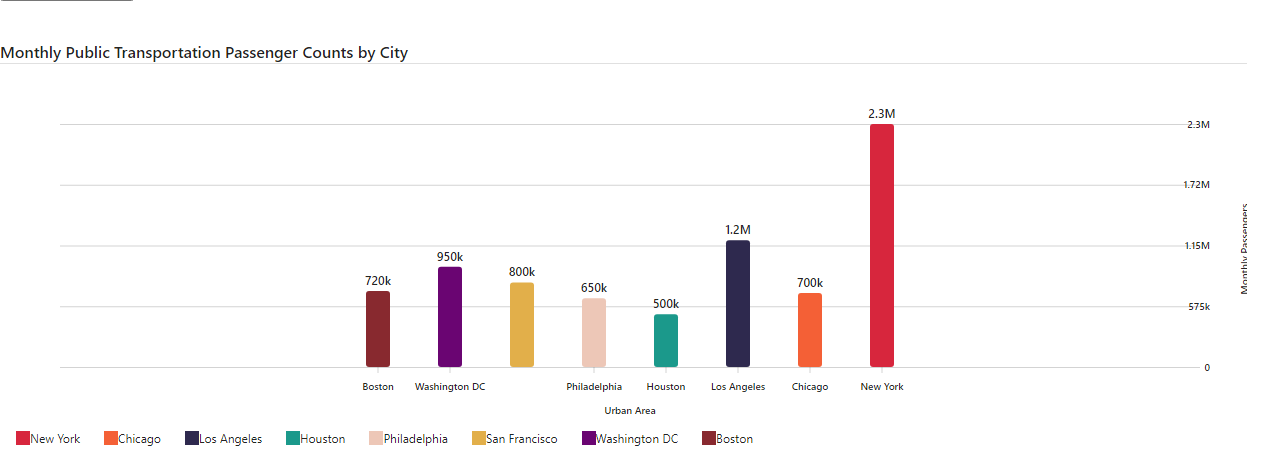 Monthly Public Transportation Passenger Counts by City
2.3M
2.3M
1.72M
1.2M
1.15M
950k
800k
720k
700k
650k
500k
575k
0
Monthly Passengers
Boston
Washington DC
Philadelphia
Houston
Los Angeles
Chicago
New York
Urban Area
New York
Chicago
Los Angeles
Houston
Philadelphia
San Francisco
Washington DC
Boston